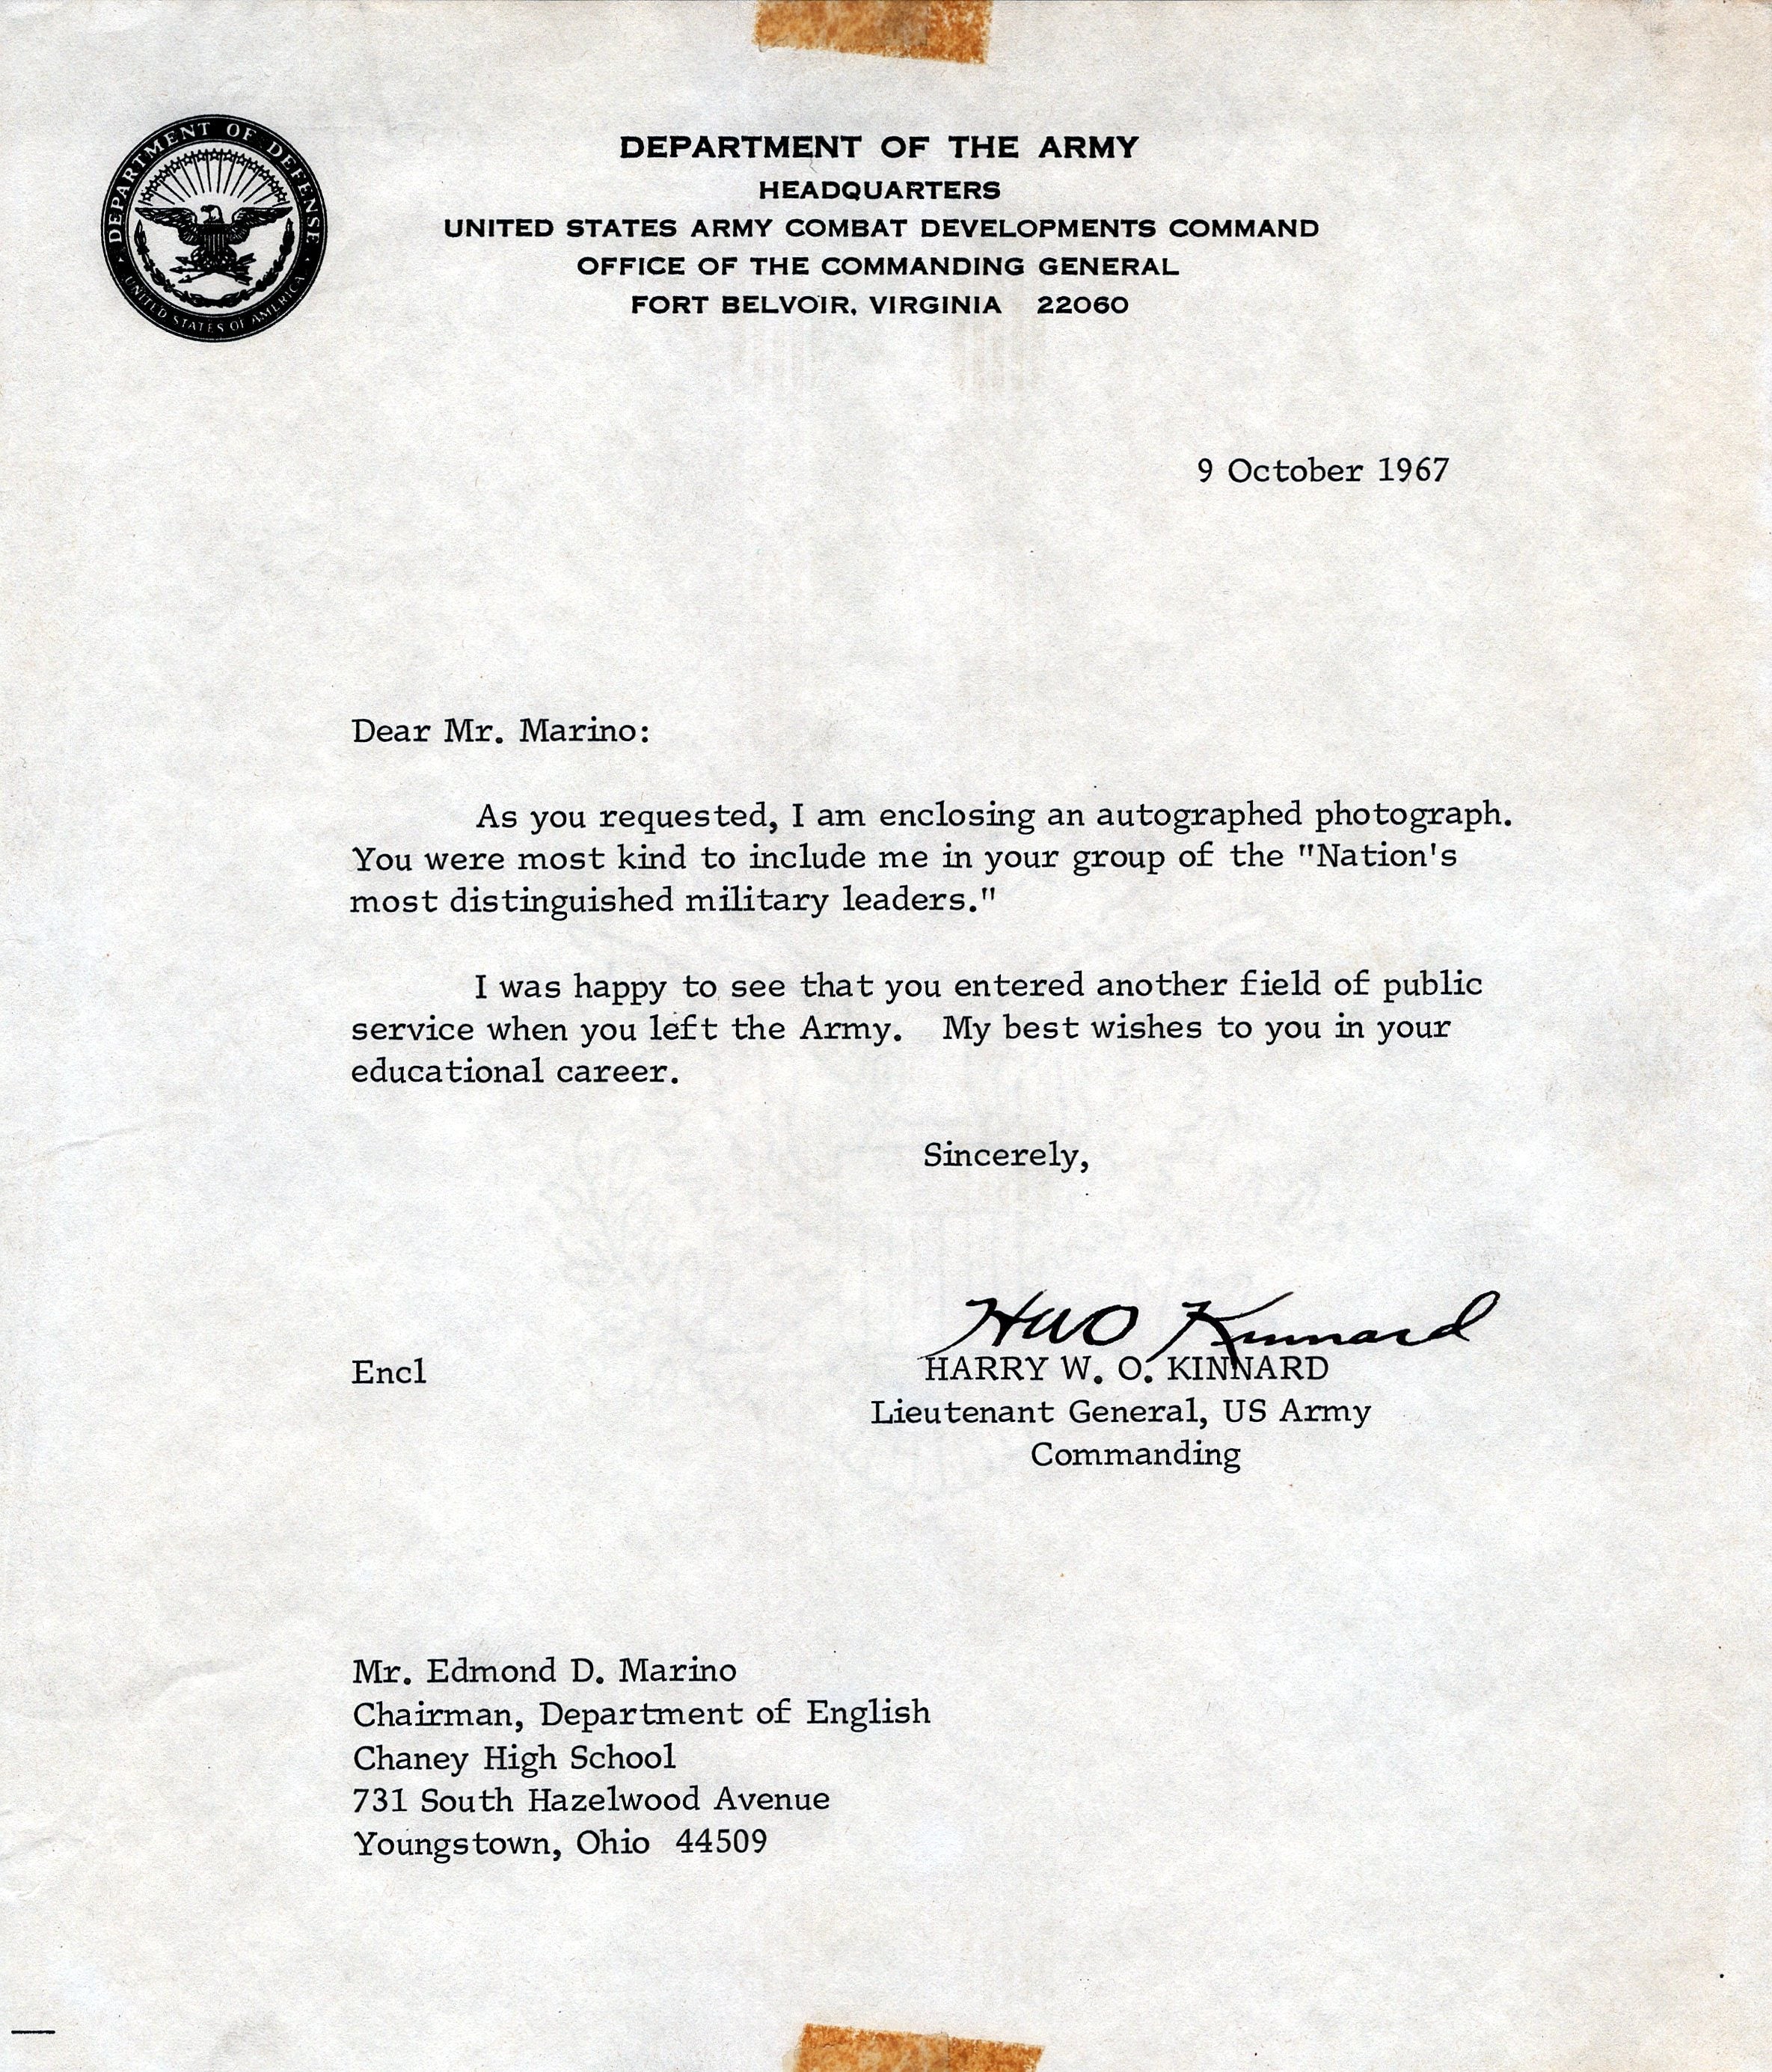 DEPARTMENT OF DEFENSE
UNITED STATES OF AMERICA
DEPARTMENT OF THE ARMY
HEADQUARTERS
UNITED STATES ARMY COMBAT DEVELOPMENTS COMMAND
OFFICE OF THE COMMANDING GENERAL
FORT BELVOIR, VIRGINIA 22060
9 October 1967
Dear Mr. Marino:
As you requested, I am enclosing an autographed photograph.
You were most kind to include me in your group of the "Nation's
most distinguished military leaders."
I was happy to see that you entered another field of public
service when you left the Army. My best wishes to you in your
educational career.
Sincerely,
HWO Kinnard
Encl
HARRY W. O. KINNARD
Lieutenant General, US Army
Commanding
Mr. Edmond D. Marino
Chairman, Department of English
Chaney High School
731 South Hazelwood Avenue
Youngstown, Ohio 44509